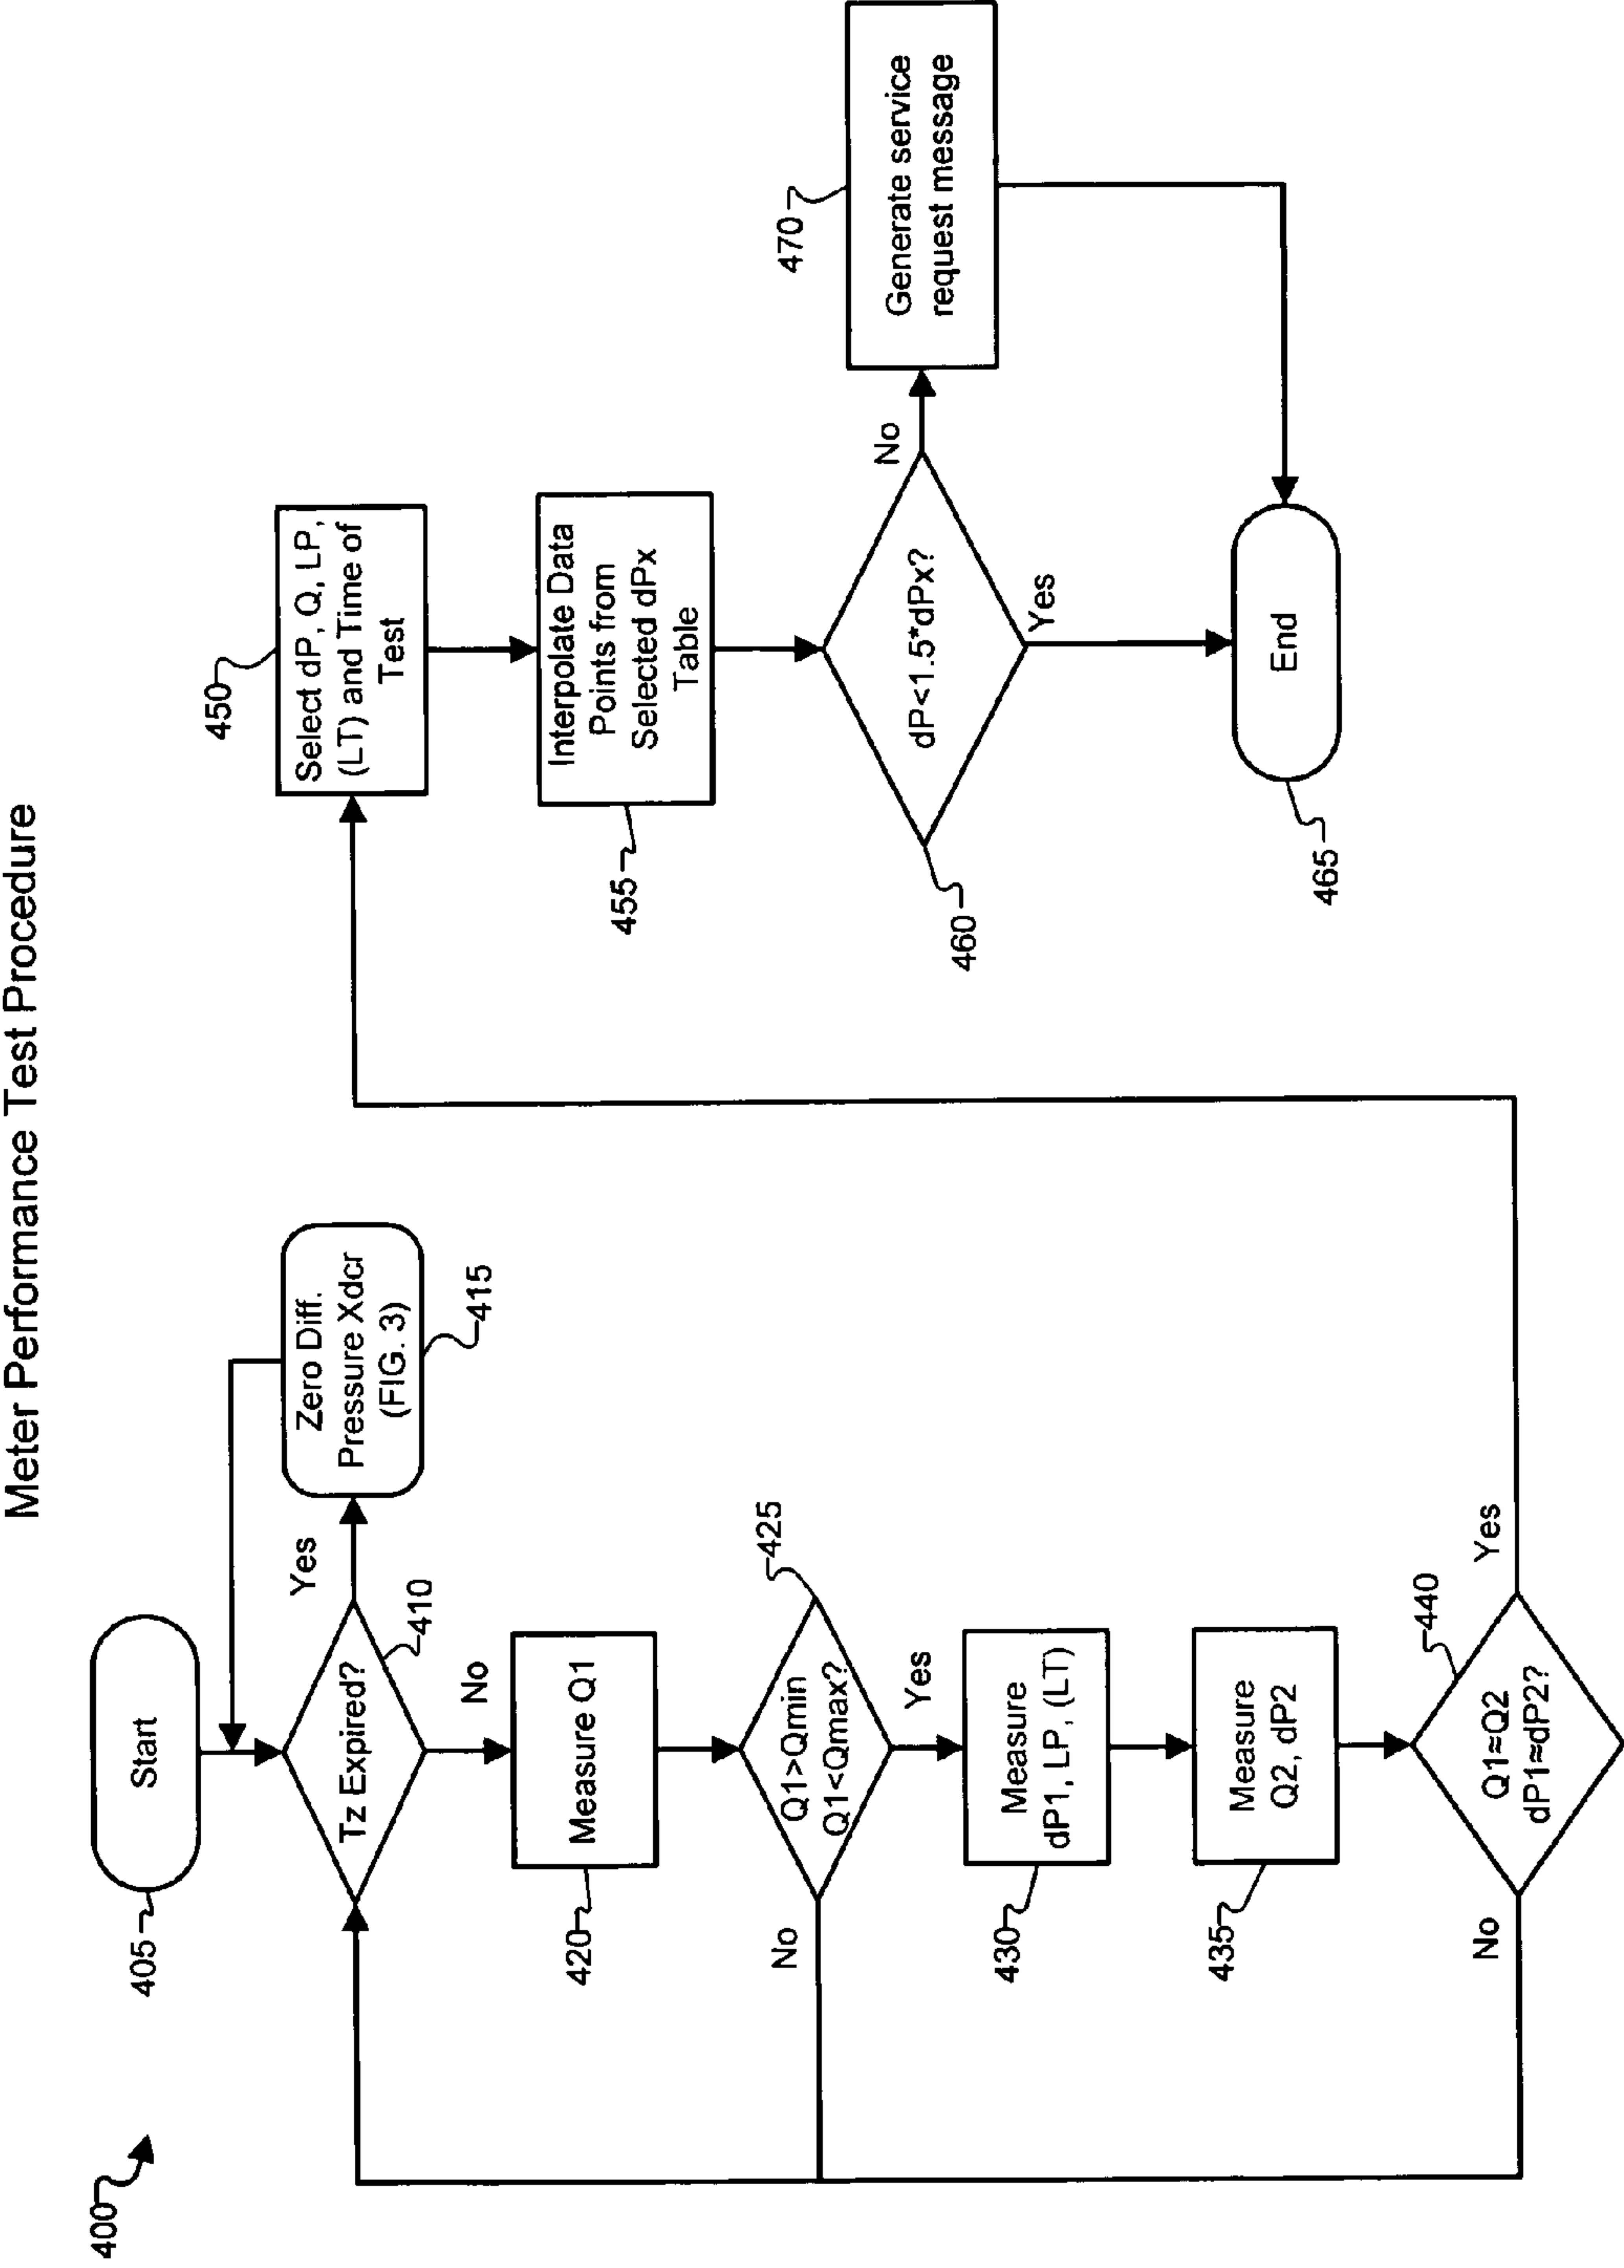 Meter Performance Test Procedure
400
405
Start
Tz Expired?
410
Yes
Zero Diff.
Pressure Xdcr
(FIG. 3)
415
No
420
Measure Q1
425
Q1>Qmin
Q1<Qmax?
No
Yes
430
Measure
dP1, LP, (LT)
435
Measure
Q2, dP2
440
Q1≈Q2
dP1≈dP2?
No
Yes
450
Select dP, Q, LP,
(LT) and Time of
Test
455
Interpolate Data
Points from
Selected dPx
Table
460
dP<1.5*dPx?
No
Yes
470
Generate service
request message
End
465